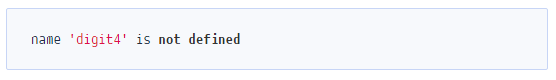 name 'digit4' is not defined